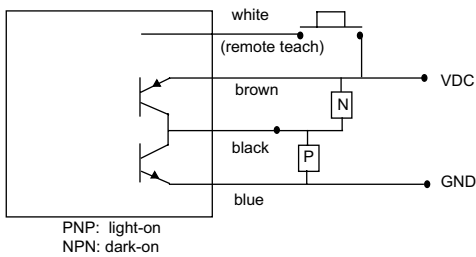 white
(remote teach)
VDC
brown
N
black
P
GND
blue
PNP: light-on
NPN: dark-on